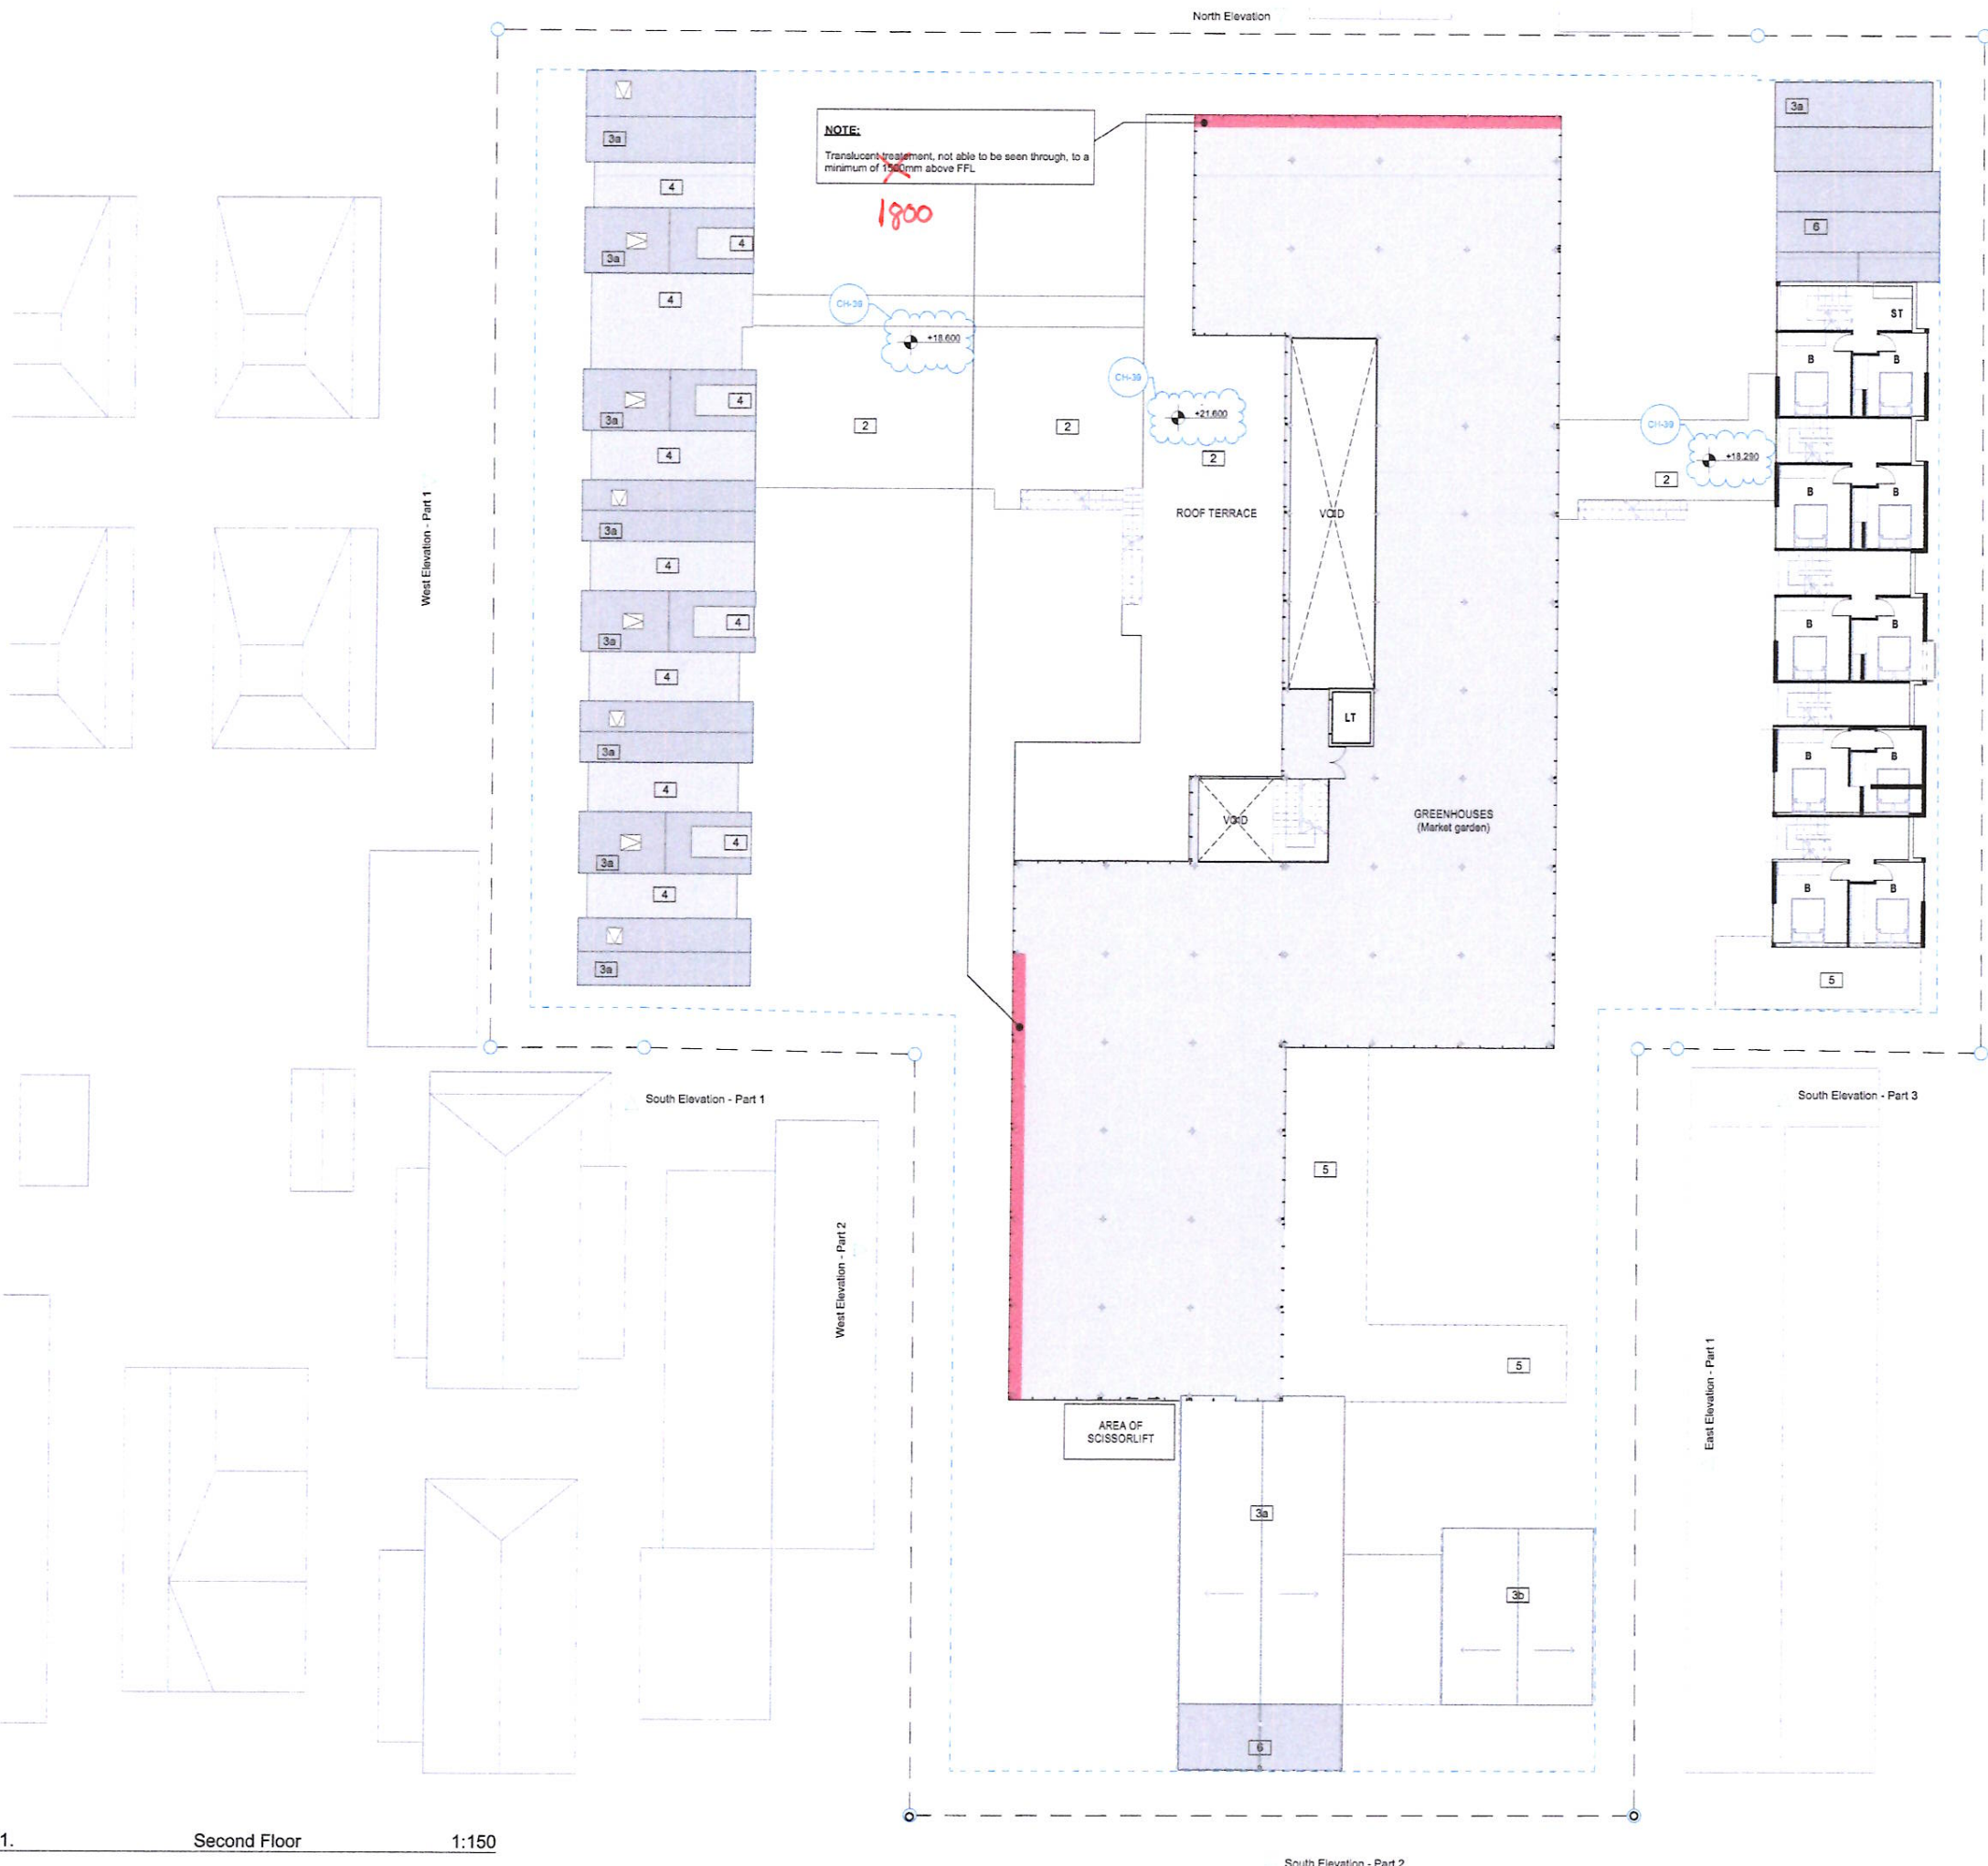 North Elevation
NOTE:
Translucent treatement, not able to be seen through, to a
minimum of 1500mm above FFL
1800
3a
4
3a
4
4
3a
4
4
3a
4
3a
4
4
3a
4
4
3a
4
3a
CH-39
+18.600
CH-39
+21.600
CH-39
+18.290
2
2
2
2
ROOF TERRACE
VOID
LT
VOID
GREENHOUSES
(Market garden)
3a
6
ST
B
B
B
B
B
B
B
B
B
B
5
West Elevation - Part 1
South Elevation - Part 1
West Elevation - Part 2
South Elevation - Part 3
East Elevation - Part 1
5
5
AREA OF
SCISSORLIFT
3a
3b
6
1.
Second Floor
1:150
South Elevation - Part 2